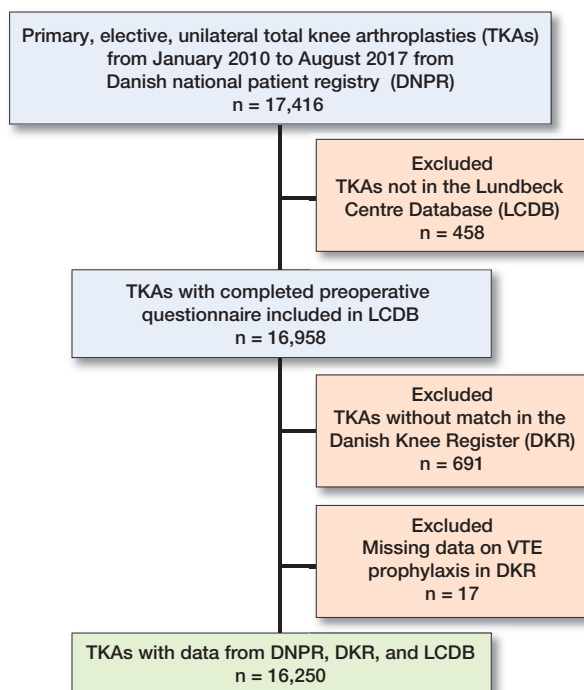 Primary, elective, unilateral total knee arthroplasties (TKAs)
from January 2010 to August 2017 from
Danish national patient registry (DNPR)
n = 17,416
Excluded
TKAs not in the Lundbeck
Centre Database (LCDB)
n = 458
TKAs with completed preoperative
questionnaire included in LCDB
n = 16,958
Excluded
TKAs without match in the
Danish Knee Register (DKR)
n = 691
Excluded
Missing data on VTE
prophylaxis in DKR
n = 17
TKAs with data from DNPR, DKR, and LCDB
n = 16,250